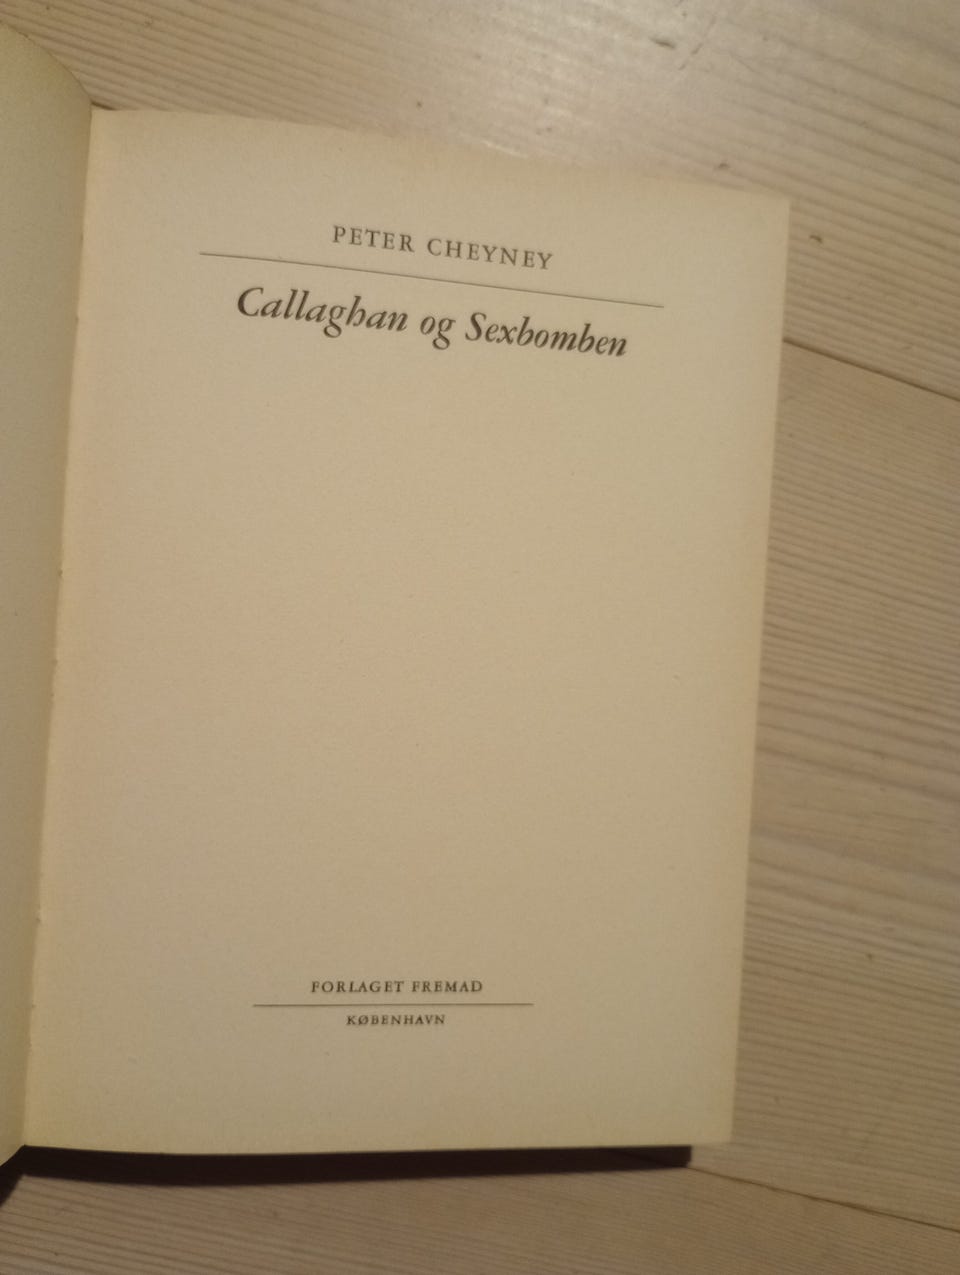 PETER CHEYNEY
Callaghan og Sexbomben
FORLAGET FREMAD
KØBENHAVN